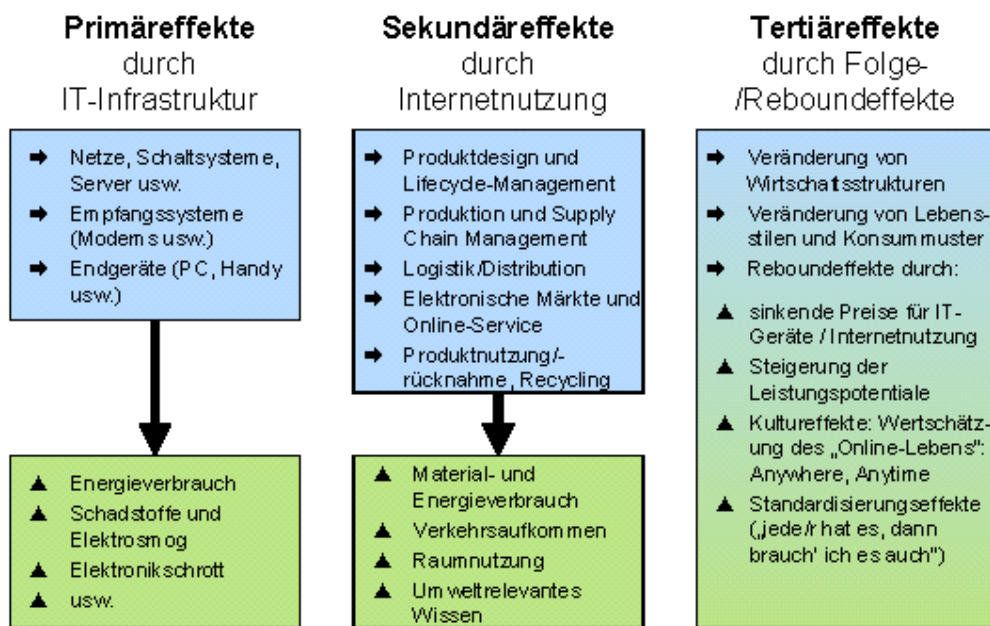 Primäreffekte
durch
IT-Infrastruktur
Netze, Schaltsysteme,
Server usw.
Empfangssysteme
(Modems usw.)
Endgeräte (PC, Handy
usw.)
Energieverbrauch
Schadstoffe und
Elektrosmog
Elektronikschrott
usw.
Sekundäreffekte
durch
Internetnutzung
Produktdesign und
Lifecycle-Management
Produktion und Supply
Chain Management
Logistik/Distribution
Elektronische Märkte und
Online-Service
Produktnutzung/-
rücknahme, Recycling
Material- und
Energieverbrauch
Verkehrsaufkommen
Raumnutzung
Umweltrelevantes
Wissen
Tertiäreffekte
durch Folge-
/Reboundeffekte
Veränderung von
Wirtschaftsstrukturen
Veränderung von Lebens-
stilen und Konsummuster
Reboundeffekte durch:
sinkende Preise für IT-
Geräte / Internetnutzung
Steigerung der
Leistungspotentiale
Kultureffekte: Wertschätz-
ung des „Online-Lebens":
Anywhere, Anytime
Standardisierungseffekte
(„jede/r hat es, dann
brauch' ich es auch")